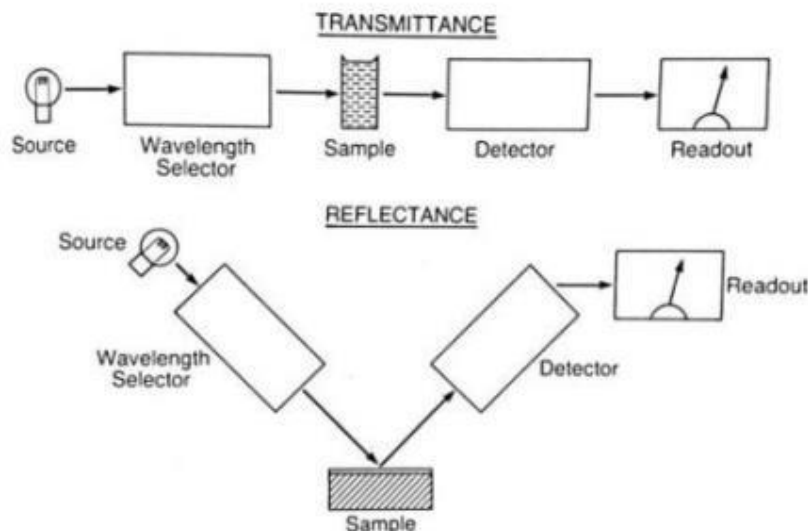 TRANSMITTANCE
Source
Wavelength
Selector
Sample
Detector
Readout
REFLECTANCE
Source
Wavelength
Selector
Sample
Detector
Readout